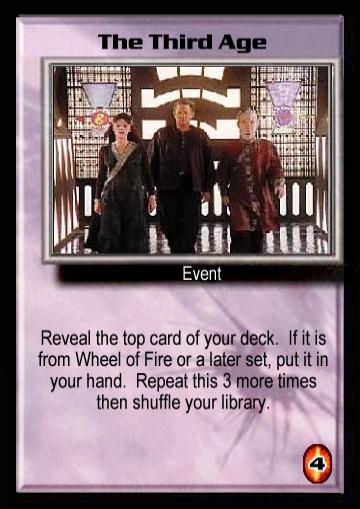 The Third Age
Event
Reveal the top card of your deck. If it is
from Wheel of Fire or a later set, put it in
your hand. Repeat this 3 more times
then shuffle your library.
4